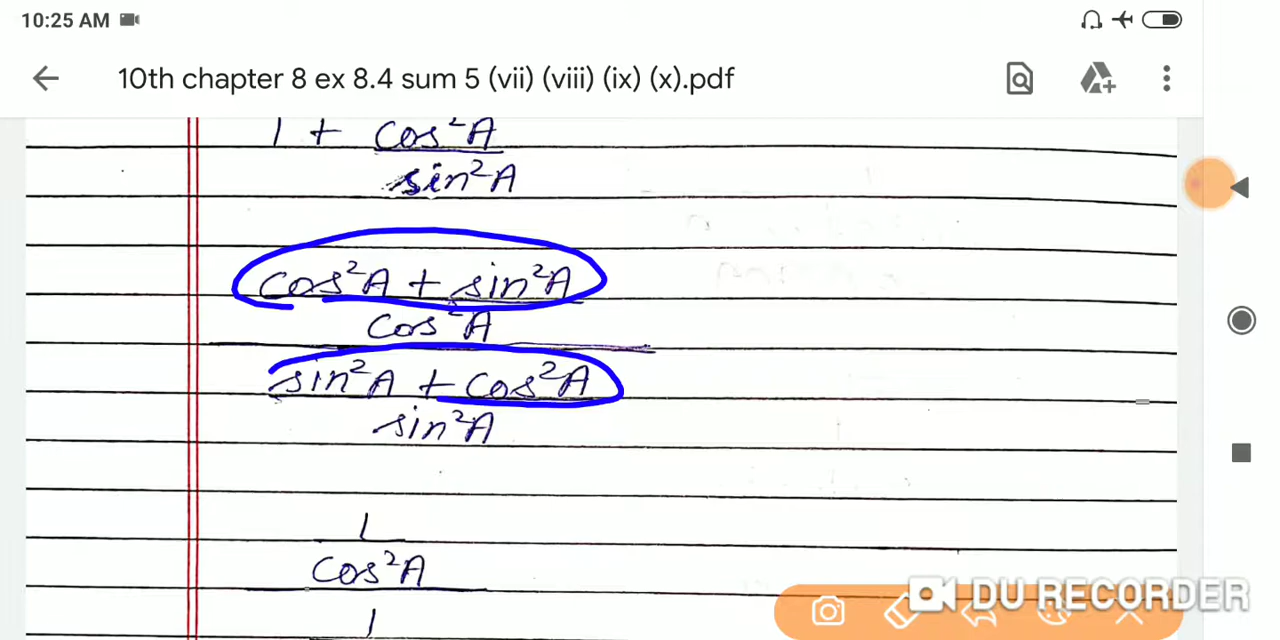 10:25 AM
10th chapter 8 ex 8.4 sum 5 (vii) (viii) (ix) (x).pdf
1 + cos²A
sin²A
cos²A + sin²A
cos²A
sin²A + cos²A
sin²A
1
cos²A
1
DU RECORDER